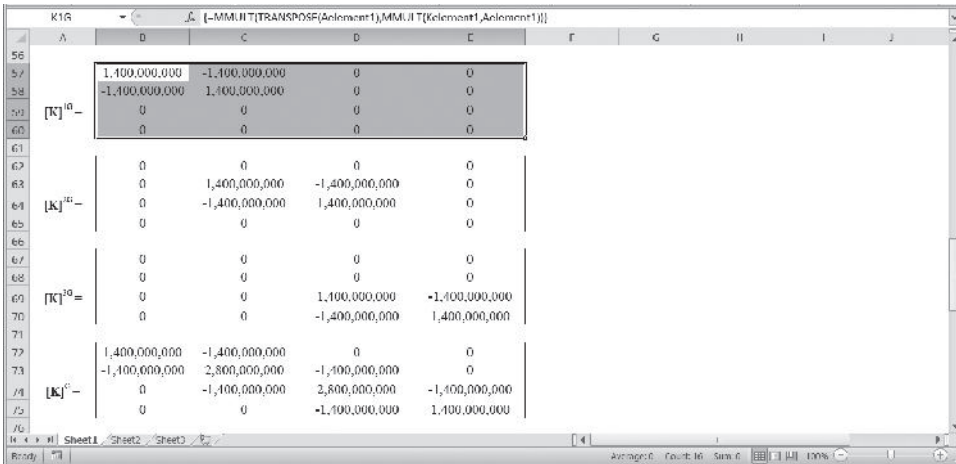 K1G {=MMULT(TRANSPOSE(Aelement1),MMULT(Kelement1,Aelement1))}
A B C D E F G H I J
56
57 1,400,000,000 -1,400,000,000 0 0
58 -1,400,000,000 1,400,000,000 0 0
59 [K]1G = 0 0 0 0
60 0 0 0 0
61
62 0 0 0 0
63 0 1,400,000,000 -1,400,000,000 0
64 [K]2G = 0 -1,400,000,000 1,400,000,000 0
65 0 0 0 0
66
67 0 0 0 0
68 0 0 0 0
69 [K]3G = 0 0 1,400,000,000 -1,400,000,000
70 0 0 -1,400,000,000 1,400,000,000
71
72 1,400,000,000 -1,400,000,000 0 0
73 -1,400,000,000 2,800,000,000 -1,400,000,000 0
74 [K]G = 0 -1,400,000,000 2,800,000,000 -1,400,000,000
75 0 0 -1,400,000,000 1,400,000,000
76
Sheet1 Sheet2 Sheet3
Ready Average: 0 Count: 16 Sum: 0 100%